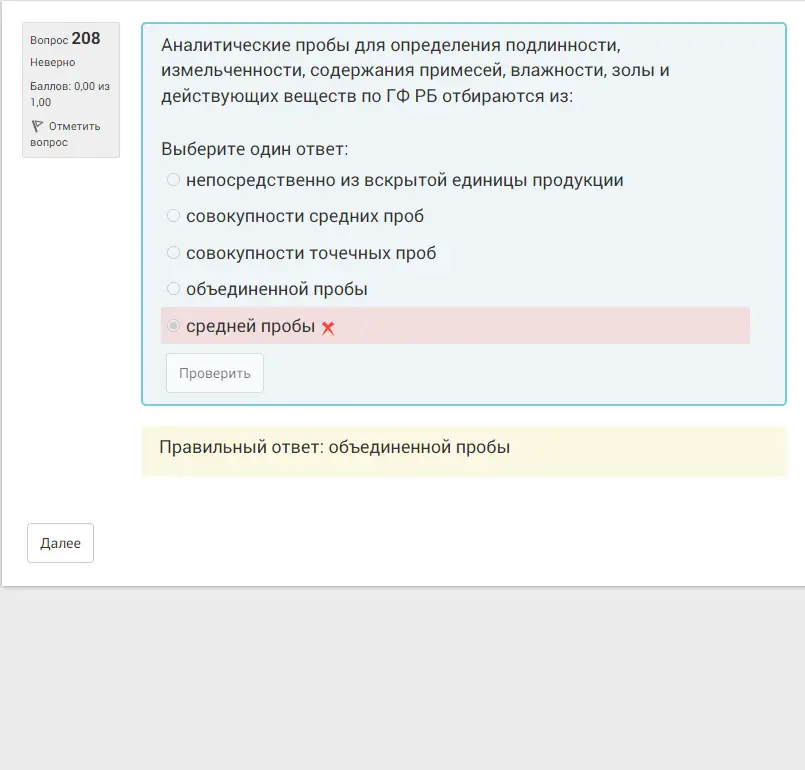 Вопрос 208
Неверно
Баллов: 0,00 из
1,00
Отметить
вопрос
Аналитические пробы для определения подлинности,
измельченности, содержания примесей, влажности, золы и
действующих веществ по ГФ РБ отбираются из:
Выберите один ответ:
непосредственно из вскрытой единицы продукции
совокупности средних проб
совокупности точечных проб
объединенной пробы
средней пробы
Проверить
Правильный ответ: объединенной пробы
Далее